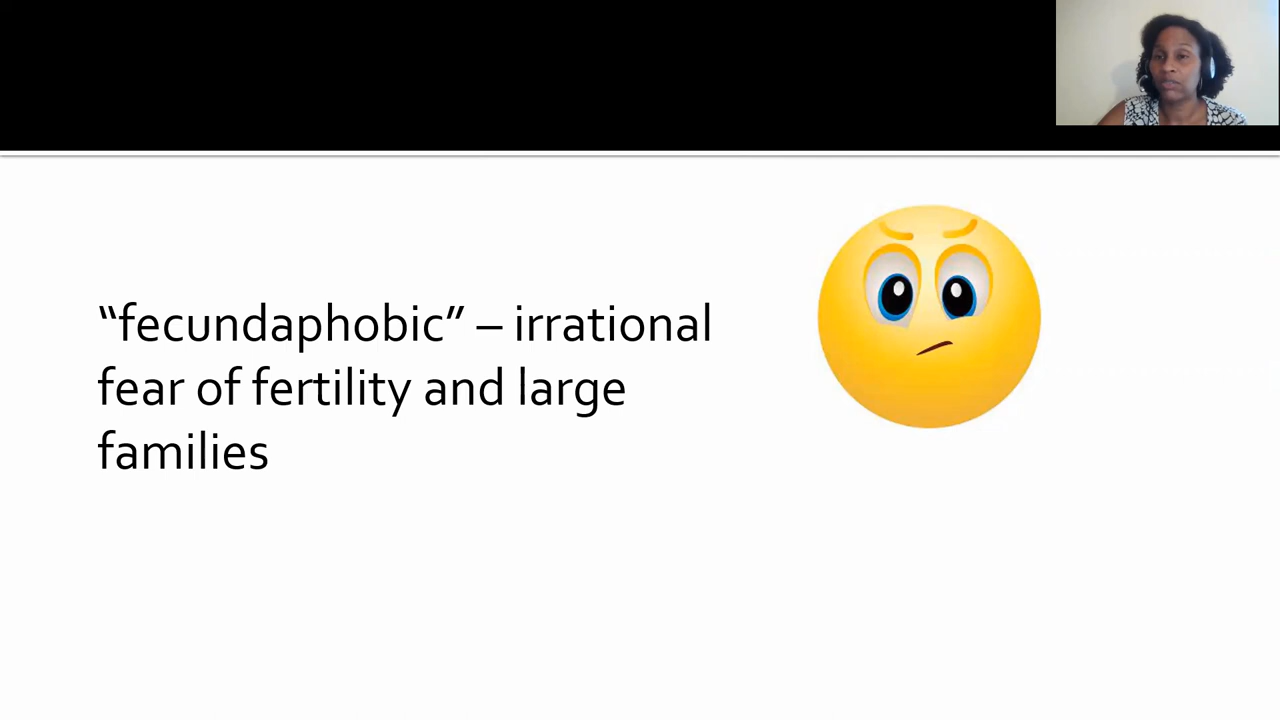 “fecundaphobic” – irrational
fear of fertility and large
families